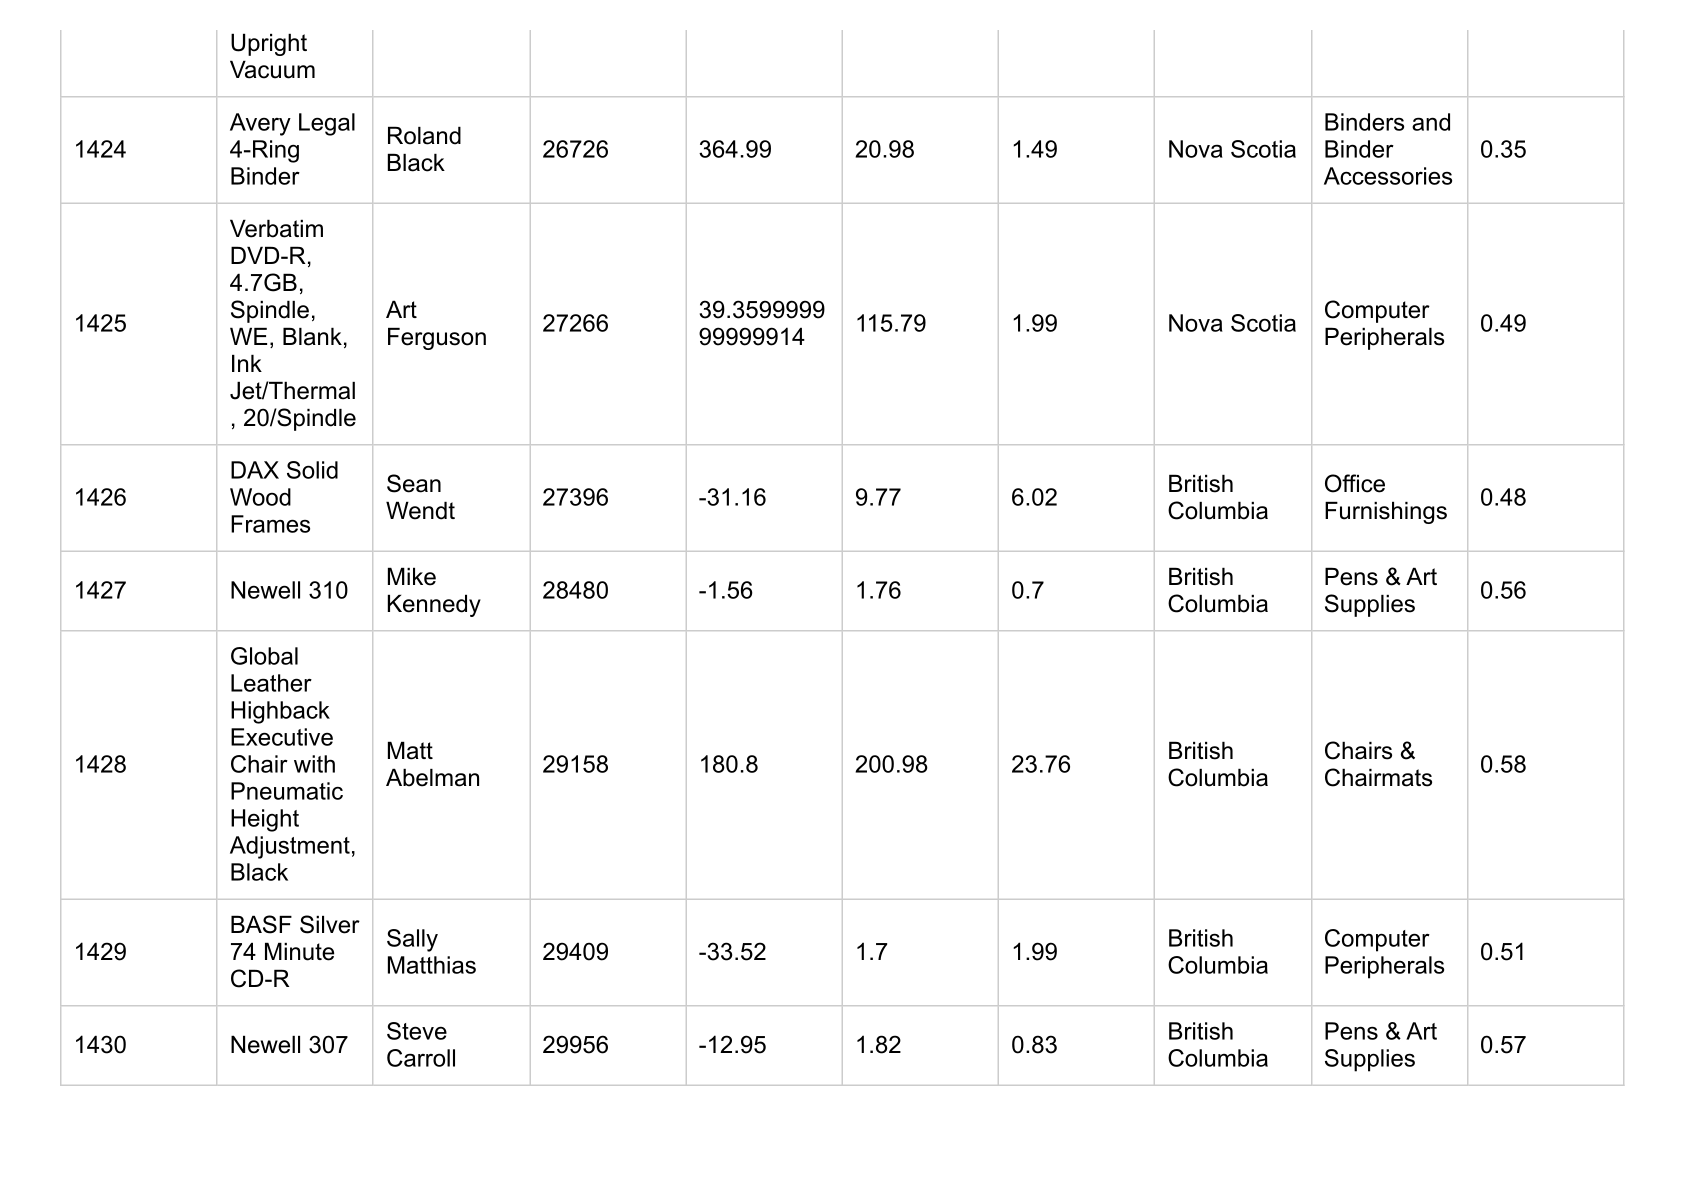 Upright
Vacuum
1424
Avery Legal
4-Ring
Binder
Roland
Black
26726
364.99
20.98
1.49
Nova Scotia
Binders and
Binder
Accessories
0.35
1425
Verbatim
DVD-R,
4.7GB,
Spindle,
WE, Blank,
Ink
Jet/Thermal
, 20/Spindle
Art
Ferguson
27266
39.3599999
99999914
115.79
1.99
Nova Scotia
Computer
Peripherals
0.49
1426
DAX Solid
Wood
Frames
Sean
Wendt
27396
-31.16
9.77
6.02
British
Columbia
Office
Furnishings
0.48
1427
Newell 310
Mike
Kennedy
28480
-1.56
1.76
0.7
British
Columbia
Pens & Art
Supplies
0.56
1428
Global
Leather
Highback
Executive
Chair with
Pneumatic
Height
Adjustment,
Black
Matt
Abelman
29158
180.8
200.98
23.76
British
Columbia
Chairs &
Chairmats
0.58
1429
BASF Silver
74 Minute
CD-R
Sally
Matthias
29409
-33.52
1.7
1.99
British
Columbia
Computer
Peripherals
0.51
1430
Newell 307
Steve
Carroll
29956
-12.95
1.82
0.83
British
Columbia
Pens & Art
Supplies
0.57